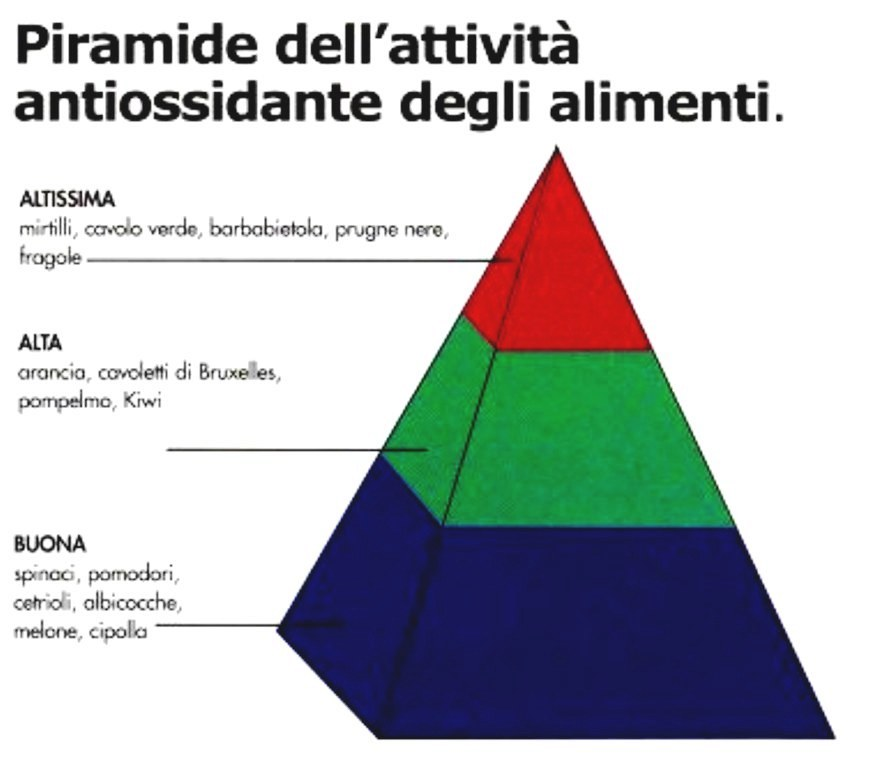 Piramide dell'attività
antiossidante degli alimenti.
ALTISSIMA
mirtilli, cavolo verde, barbabietola, prugne nere,
fragole
ALTA
arancia, cavoletti di Bruxelles,
pompelmo, Kiwi
BUONA
spinaci, pomodori,
cetrioli, albicocche,
melone, cipolla